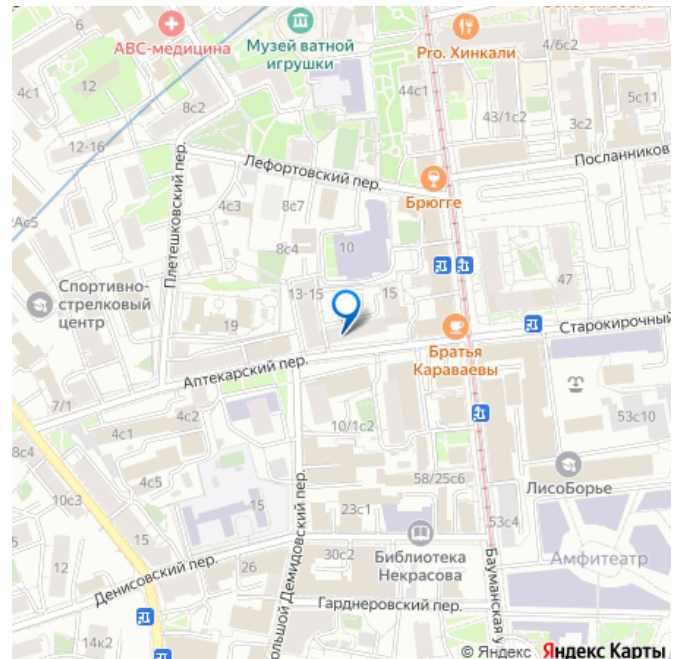 АВС-медицина
Музей ватной
игрушки
Pro. Хинкали
4/6с2
4с1
12
8с2
44с1
43/1с2
5с11
3с2
12-16
Лефортовский пер.
Посланников
Брюгге
Плетешковский пер.
4с3
8с7
2Ас5
8с4
10
47
Спортивно-
стрелковый
центр
13-15
15
19
Братья
Караваевы
Старокирочный
Аптекарский пер.
7/1
4с2
4с1
10/1с2
53с10
8с4
4с5
58/25с6
ЛисоБорье
10с3
15
15
23с1
53с4
Большой Демидовский пер.
12
30с2
Библиотека
Некрасова
Амфитеатр
26
Денисовский пер.
Гарднеровский пер.
Бауманская у
14к2
© Яндекс Яндекс Карты